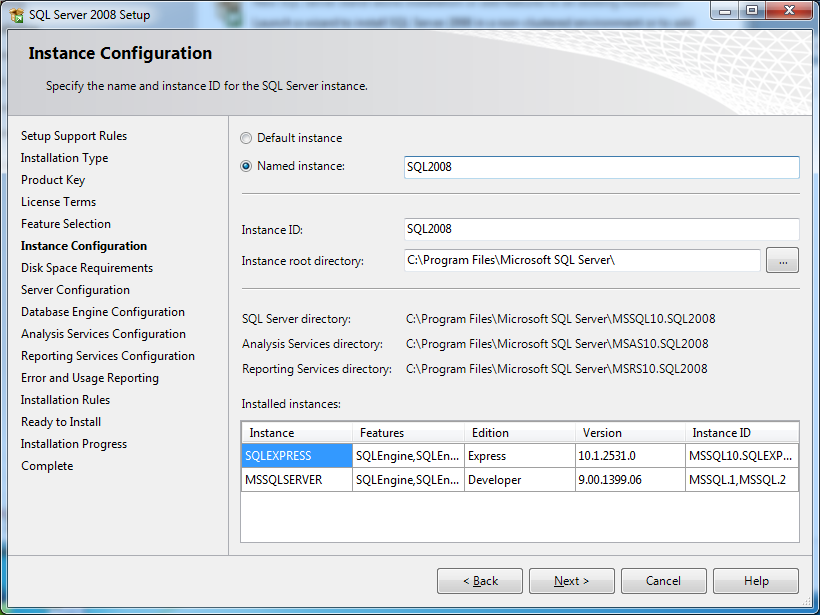 SQL Server 2008 Setup
Instance Configuration
Specify the name and instance ID for the SQL Server instance.
Setup Support Rules
Installation Type
Product Key
License Terms
Feature Selection
Instance Configuration
Disk Space Requirements
Server Configuration
Database Engine Configuration
Analysis Services Configuration
Reporting Services Configuration
Error and Usage Reporting
Installation Rules
Ready to Install
Installation Progress
Complete
Default instance
Named instance: SQL2008
Instance ID: SQL2008
Instance root directory: C:\Program Files\Microsoft SQL Server\ ...
SQL Server directory: C:\Program Files\Microsoft SQL Server\MSSQL10.SQL2008
Analysis Services directory: C:\Program Files\Microsoft SQL Server\MSAS10.SQL2008
Reporting Services directory: C:\Program Files\Microsoft SQL Server\MSRS10.SQL2008
Installed instances:
Instance Features Edition Version Instance ID
SQLEXPRESS SQLEngine,SQLEn... Express 10.1.2531.0 MSSQL10.SQLEXP...
MSSQLSERVER SQLEngine,SQLEn... Developer 9.00.1399.06 MSSQL.1,MSSQL.2
< Back Next > Cancel Help